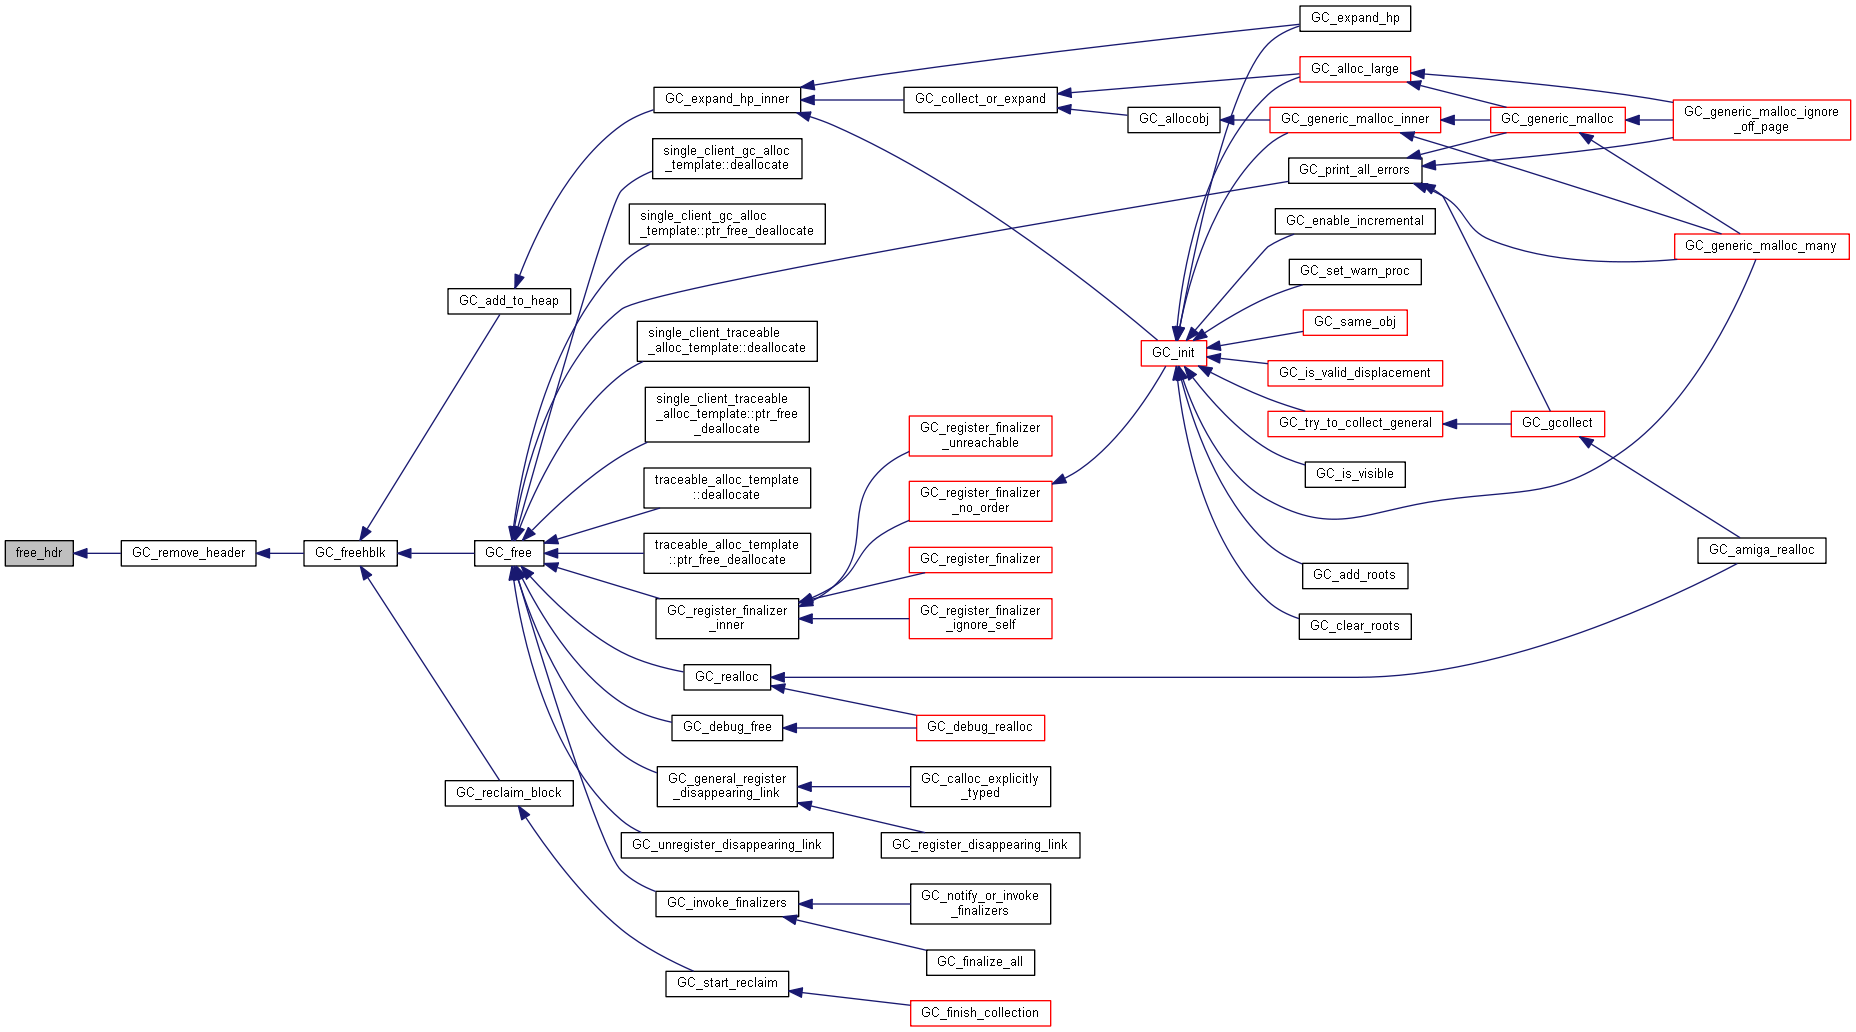 free_hdr
GC_remove_header
GC_freehblk
GC_add_to_heap
GC_free
GC_reclaim_block
GC_expand_hp_inner
single_client_gc_alloc
_template::deallocate
single_client_gc_alloc
_template::ptr_free_deallocate
single_client_traceable
_alloc_template::deallocate
single_client_traceable
_alloc_template::ptr_free
_deallocate
traceable_alloc_template
::deallocate
traceable_alloc_template
::ptr_free_deallocate
GC_register_finalizer
_inner
GC_realloc
GC_debug_free
GC_general_register
_disappearing_link
GC_unregister_disappearing_link
GC_invoke_finalizers
GC_start_reclaim
GC_collect_or_expand
GC_register_finalizer
_unreachable
GC_register_finalizer
_no_order
GC_register_finalizer
GC_register_finalizer
_ignore_self
GC_debug_realloc
GC_calloc_explicitly
_typed
GC_register_disappearing_link
GC_notify_or_invoke
_finalizers
GC_finalize_all
GC_finish_collection
GC_allocobj
GC_init
GC_expand_hp
GC_alloc_large
GC_generic_malloc_inner
GC_print_all_errors
GC_enable_incremental
GC_set_warn_proc
GC_same_obj
GC_is_valid_displacement
GC_try_to_collect_general
GC_is_visible
GC_add_roots
GC_clear_roots
GC_generic_malloc
GC_gcollect
GC_generic_malloc_ignore
_off_page
GC_generic_malloc_many
GC_amiga_realloc